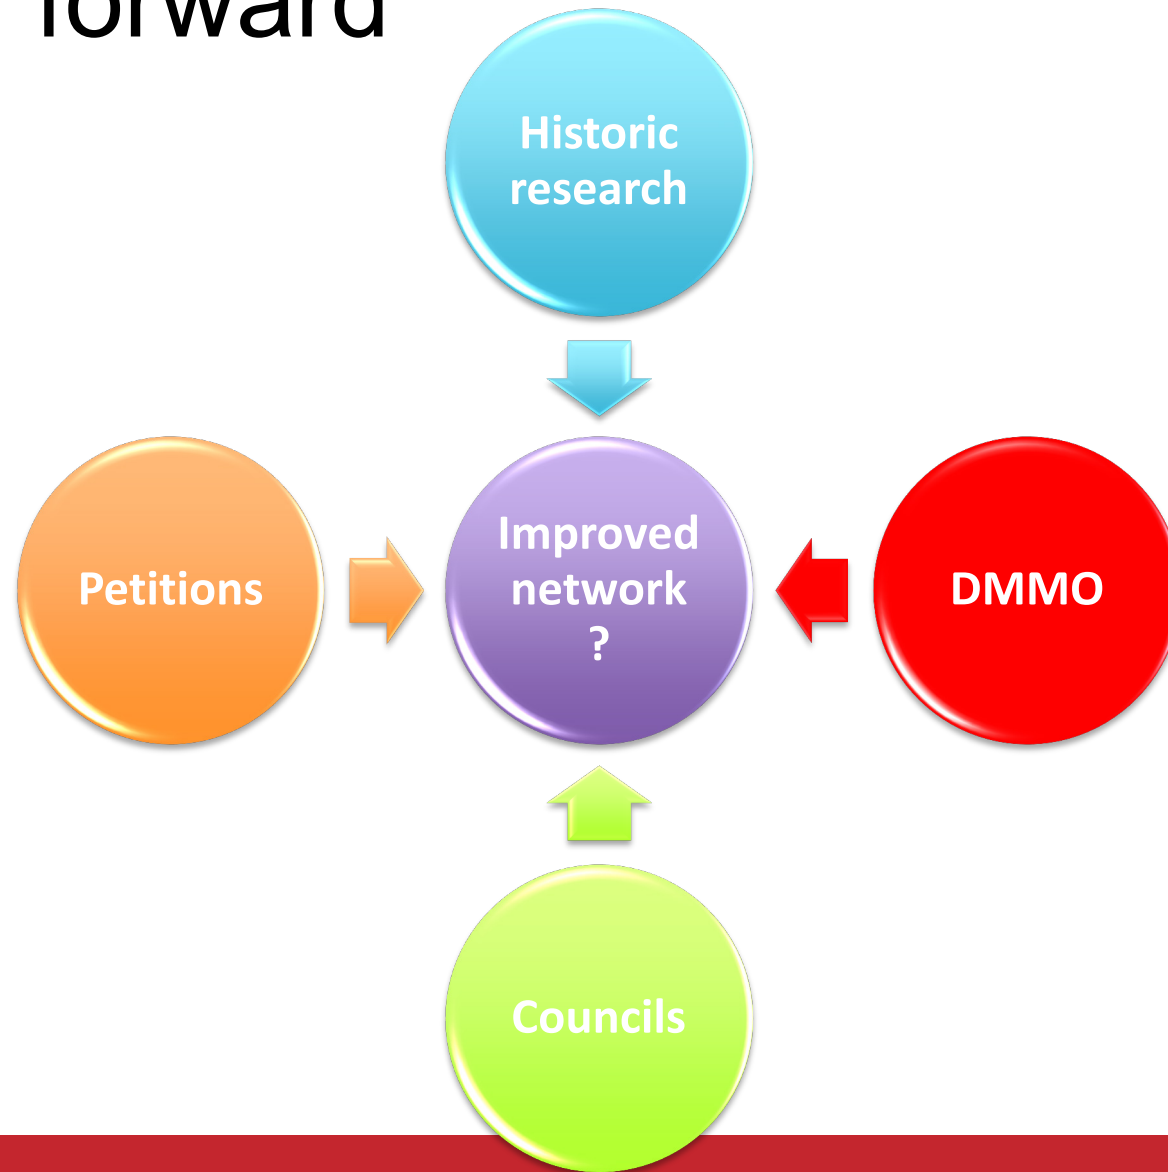 forward
Historic
research
Petitions
Improved
network
?
DMMO
Councils